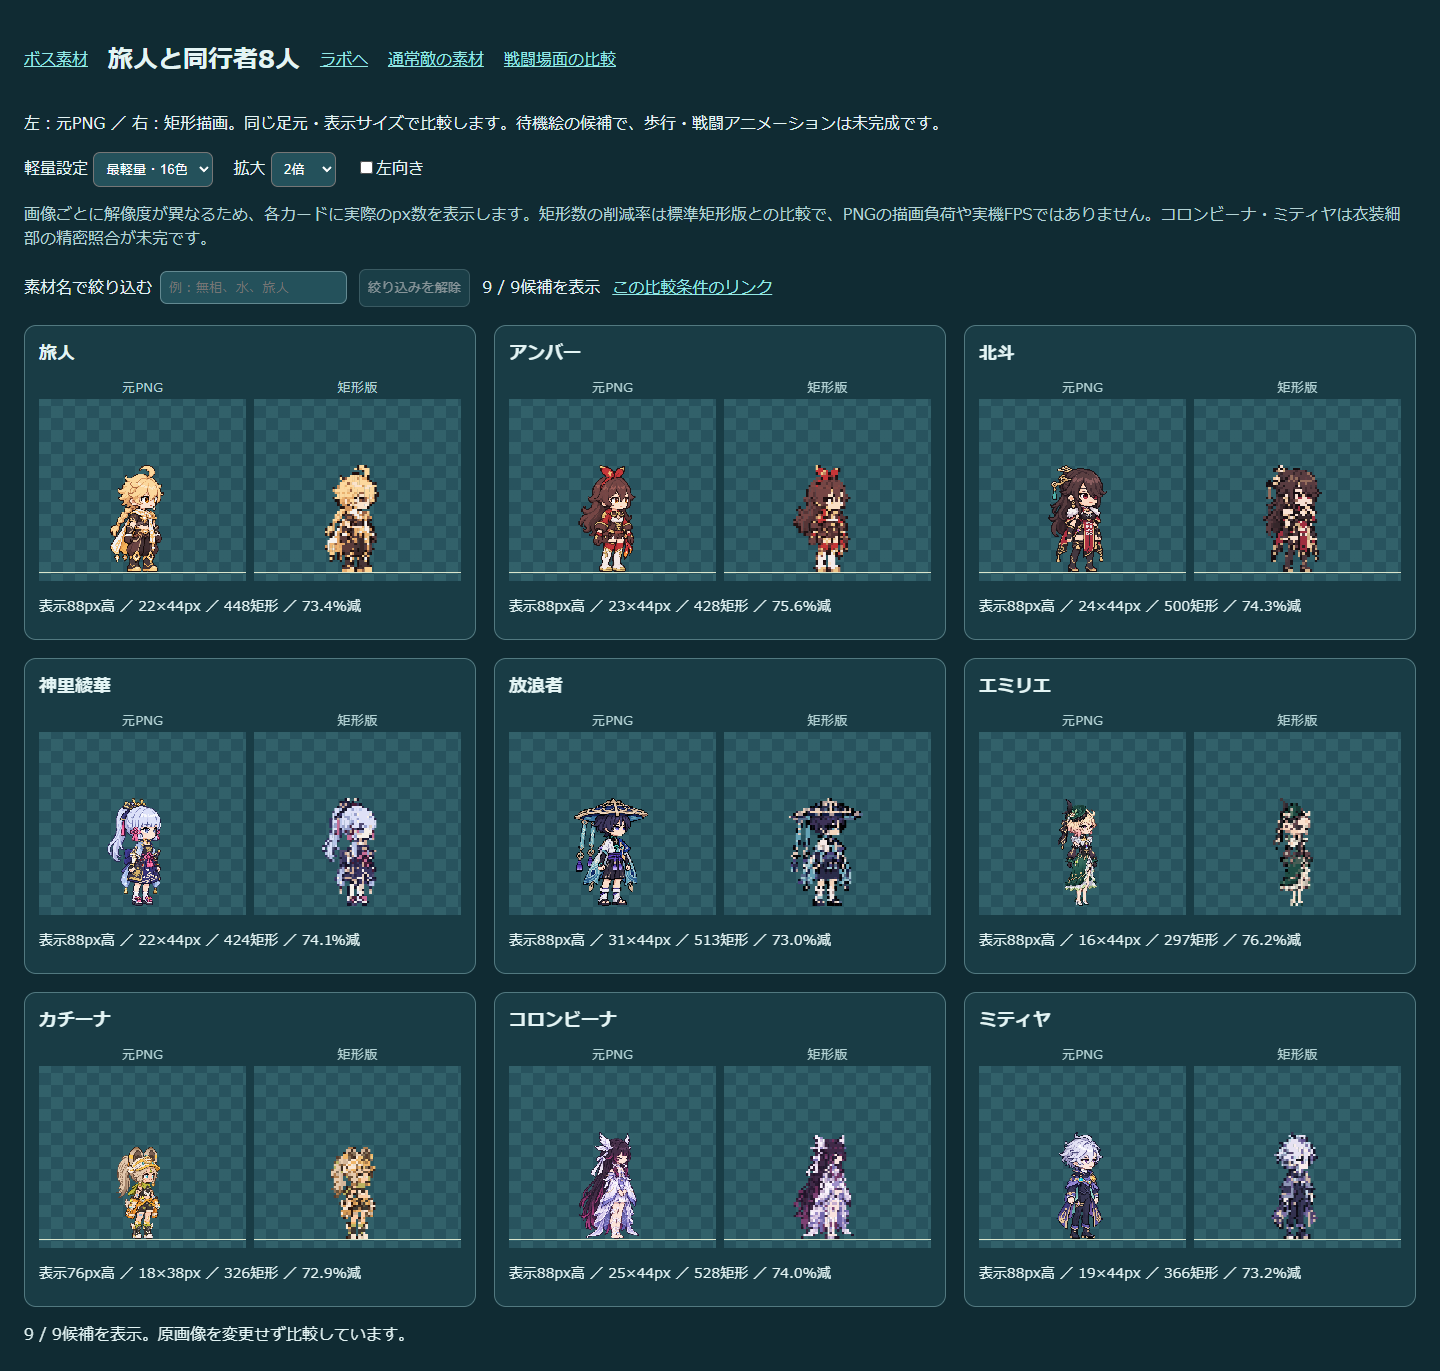 ボス素材 旅人と同行者8人 ラボへ 通常敵の素材 戦闘場面の比較
左：元PNG ／ 右：矩形描画。同じ足元・表示サイズで比較します。待機絵の候補で、歩行・戦闘アニメーションは未完成です。
軽量設定 最軽量・16色 拡大 2倍 左向き
画像ごとに解像度が異なるため、各カードに実際のpx数を表示します。矩形数の削減率は標準矩形版との比較で、PNGの描画負荷や実機FPSではありません。コロンビーナ・ミティヤは衣装細
部の精密照合が未完です。
素材名で絞り込む 例：無相、水、旅人 絞り込みを解除 9 / 9候補を表示 この比較条件のリンク
旅人
元PNG 矩形版
表示88px高 ／ 22×44px ／ 448矩形 ／ 73.4%減
アンバー
元PNG 矩形版
表示88px高 ／ 23×44px ／ 428矩形 ／ 75.6%減
北斗
元PNG 矩形版
表示88px高 ／ 24×44px ／ 500矩形 ／ 74.3%減
神里綾華
元PNG 矩形版
表示88px高 ／ 22×44px ／ 424矩形 ／ 74.1%減
放浪者
元PNG 矩形版
表示88px高 ／ 31×44px ／ 513矩形 ／ 73.0%減
エミリエ
元PNG 矩形版
表示88px高 ／ 16×44px ／ 297矩形 ／ 76.2%減
カチーナ
元PNG 矩形版
表示76px高 ／ 18×38px ／ 326矩形 ／ 72.9%減
コロンビーナ
元PNG 矩形版
表示88px高 ／ 25×44px ／ 528矩形 ／ 74.0%減
ミティヤ
元PNG 矩形版
表示88px高 ／ 19×44px ／ 366矩形 ／ 73.2%減
9 / 9候補を表示。原画像を変更せず比較しています。